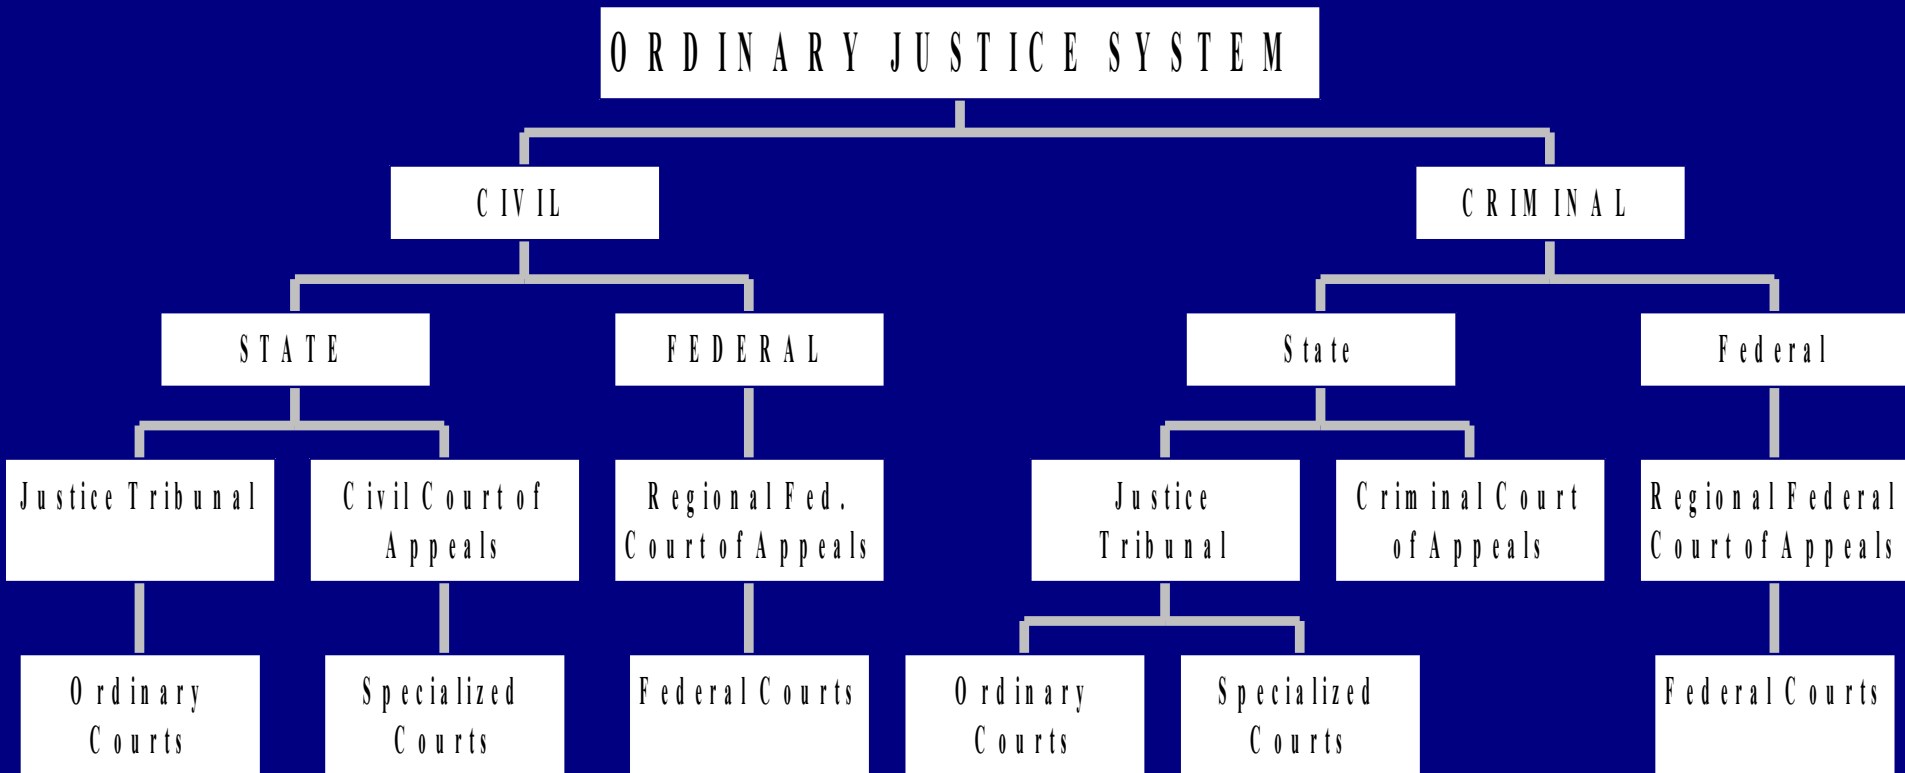 ORDINARY JUSTICE SYSTEM
CIVIL
CRIMINAL
STATE
FEDERAL
State
Federal
Justice Tribunal
Civil Court of
Appeals
Regional Fed.
Court of Appeals
Justice
Tribunal
Criminal Court
of Appeals
Regional Federal
Court of Appeals
Ordinary
Courts
Specialized
Courts
Federal Courts
Ordinary
Courts
Specialized
Courts
Federal Courts